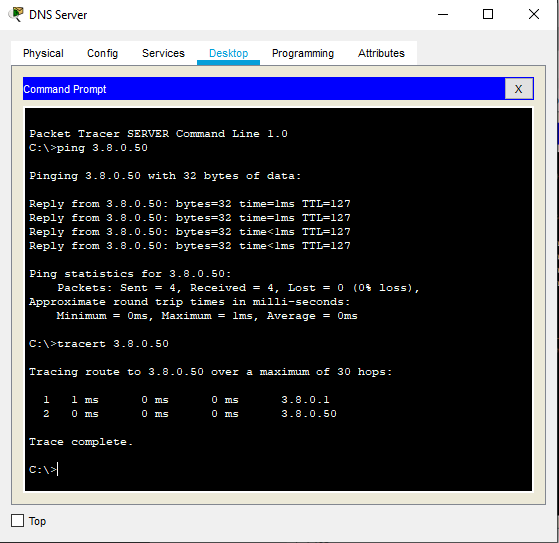 DNS Server
Physical Config Services Desktop Programming Attributes
Command Prompt X
Packet Tracer SERVER Command Line 1.0
C:\>ping 3.8.0.50
Pinging 3.8.0.50 with 32 bytes of data:
Reply from 3.8.0.50: bytes=32 time=1ms TTL=127
Reply from 3.8.0.50: bytes=32 time=1ms TTL=127
Reply from 3.8.0.50: bytes=32 time<1ms TTL=127
Reply from 3.8.0.50: bytes=32 time<1ms TTL=127
Ping statistics for 3.8.0.50:
Packets: Sent = 4, Received = 4, Lost = 0 (0% loss),
Approximate round trip times in milli-seconds:
Minimum = 0ms, Maximum = 1ms, Average = 0ms
C:\>tracert 3.8.0.50
Tracing route to 3.8.0.50 over a maximum of 30 hops:
1 1 ms 0 ms 0 ms 3.8.0.1
2 0 ms 0 ms 0 ms 3.8.0.50
Trace complete.
C:\>
Top